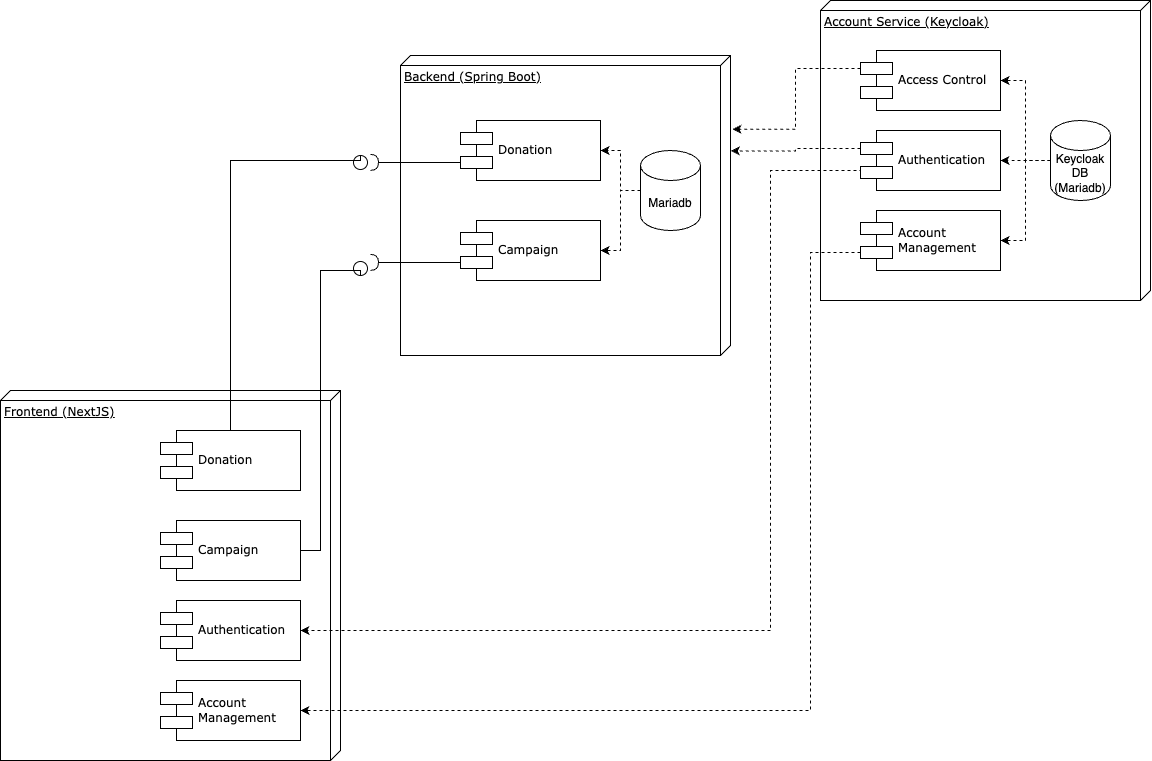 Account Service (Keycloak)
Access Control
Authentication
Account
Management
Keycloak
DB
(Mariadb)
Backend (Spring Boot)
Donation
Campaign
Mariadb
Frontend (NextJS)
Donation
Campaign
Authentication
Account
Management